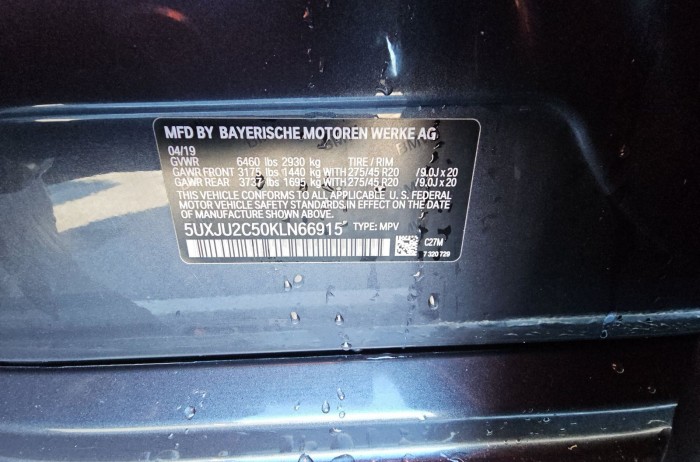 MFD BY BAYERISCHE MOTOREN WERKE AG
04/19
GVWR 6460 lbs 2930 kg TIRE / RIM
GAWR FRONT 3175 lbs 1440 kg WITH 275/45 R20 /9.0J x 20
GAWR REAR 3737 lbs 1695 kg WITH 275/45 R20 /9.0J x 20
THIS VEHICLE CONFORMS TO ALL APPLICABLE U. S. FEDERAL
MOTOR VEHICLE SAFETY STANDARDS.IN EFFECT ON THE DATE
OF MANUFACTURE SHOWN ABOVE.
5UXJU2C50KLN66915 TYPE: MPV
C27M
7 320 729